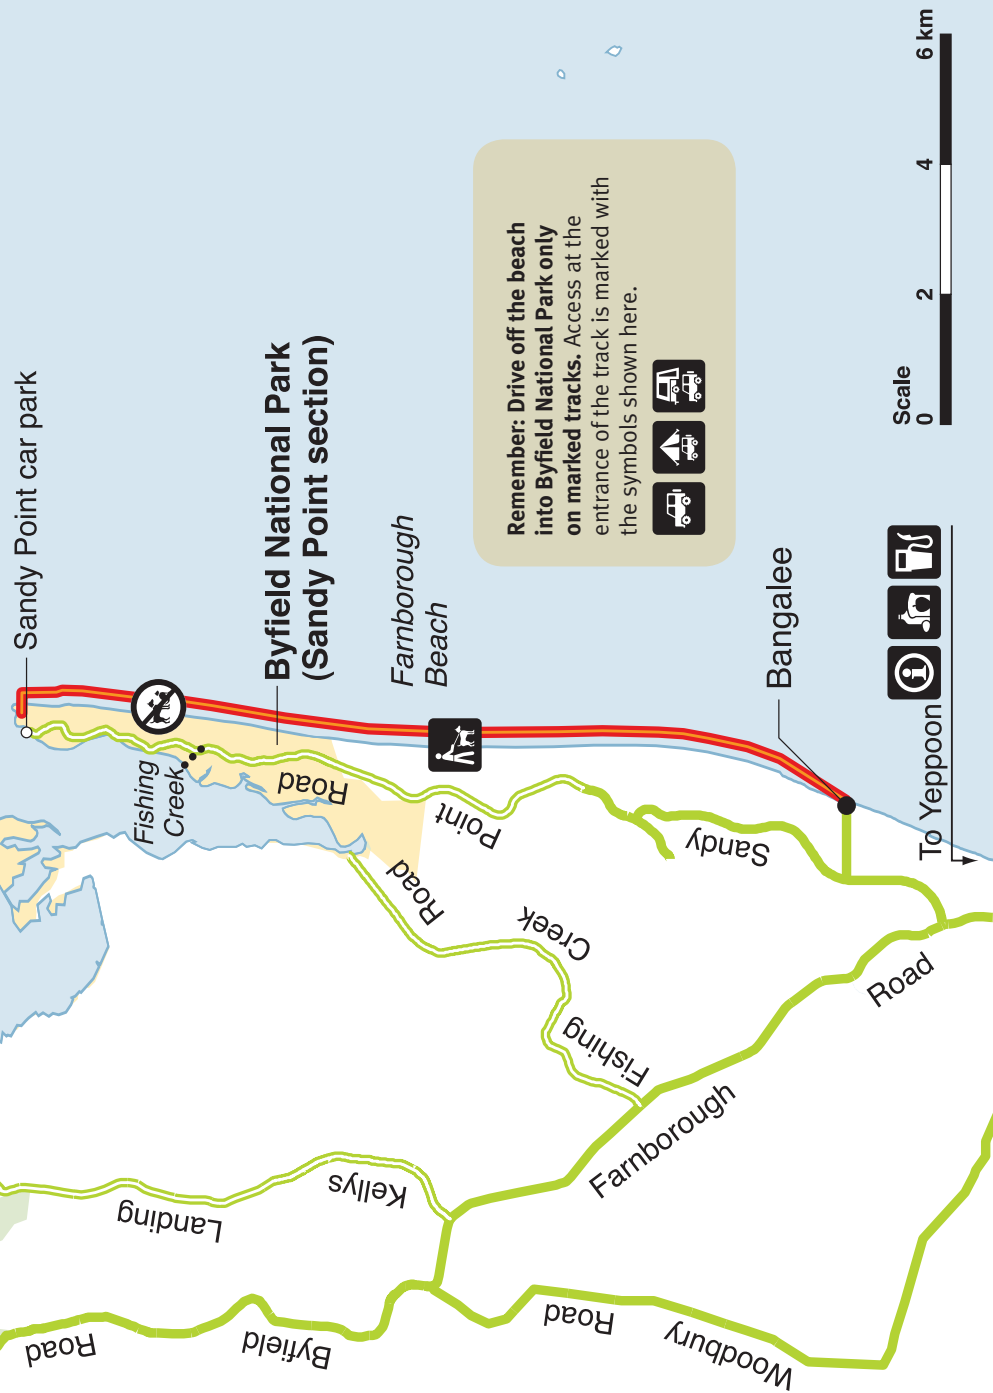 Sandy Point car park
Byfield National Park
(Sandy Point section)
Fishing
Creek
Farnborough
Beach
Remember: Drive off the beach
into Byfield National Park only
on marked tracks. Access at the
entrance of the track is marked with
the symbols shown here.
Bangalee
To Yeppoon
Scale
0 2 4 6 km
Sandy
Point
Road
Fishing
Creek
Road
Farnborough
Road
Kellys
Landing
Byfield
Road
Woodbury
Road